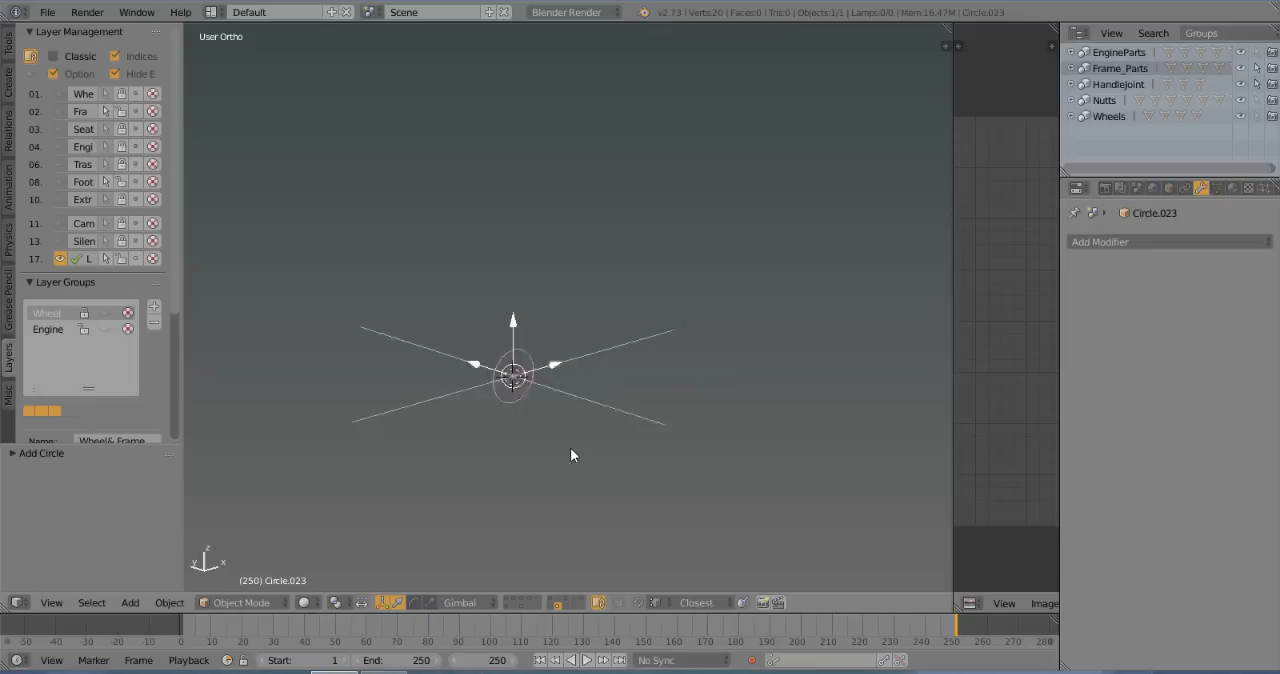 File Render Window Help Default Scene Blender Render v2.73 | Verts:20 | Faces:0 | Tris:0 | Objects:1/1 | Lamps:0/0 | Mem:16.47M | Circle.023
Layer Management
Classic Indices
Option Hide E
01. Whe
02. Fra
03. Seat
04. Engi
06. Tras
08. Foot
10. Extr
11. Cam
13. Silen
17. L
Layer Groups
Wheel
Engine
Name: Wheel& Frame
Add Circle
Tools
Create
Relations
Animation
Physics
Grease Pencil
Layers
Misc
User Ortho
z
y x
(250) Circle.023
View Select Add Object Object Mode Gimbal Closest
View Image
View Search Groups
EngineParts
Frame_Parts
HandleJoint
Nutts
Wheels
Circle.023
Add Modifier
-50 -40 -30 -20 -10 0 10 20 30 40 50 60 70 80 90 100 110 120 130 140 150 160 170 180 190 200 210 220 230 240 250 260 270 280
View Marker Frame Playback Start: 1 End: 250 250 No Sync